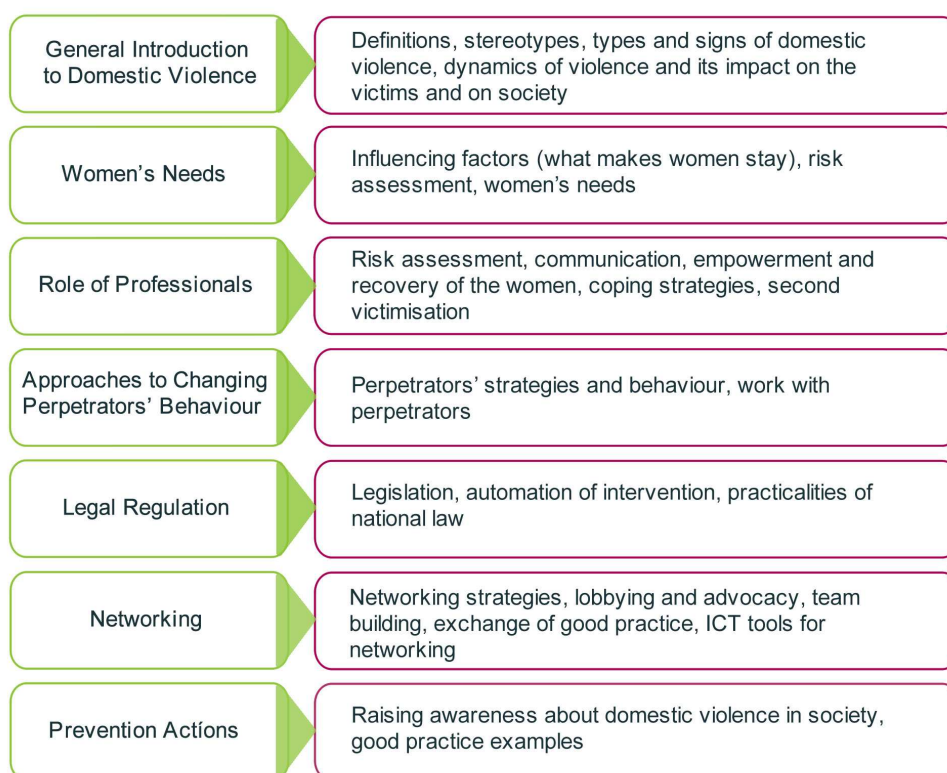 General Introduction
to Domestic Violence
Definitions, stereotypes, types and signs of domestic
violence, dynamics of violence and its impact on the
victims and on society
Women’s Needs
Influencing factors (what makes women stay), risk
assessment, women’s needs
Role of Professionals
Risk assessment, communication, empowerment and
recovery of the women, coping strategies, second
victimisation
Approaches to Changing
Perpetrators’ Behaviour
Perpetrators’ strategies and behaviour, work with
perpetrators
Legal Regulation
Legislation, automation of intervention, practicalities of
national law
Networking
Networking strategies, lobbying and advocacy, team
building, exchange of good practice, ICT tools for
networking
Prevention Actíons
Raising awareness about domestic violence in society,
good practice examples